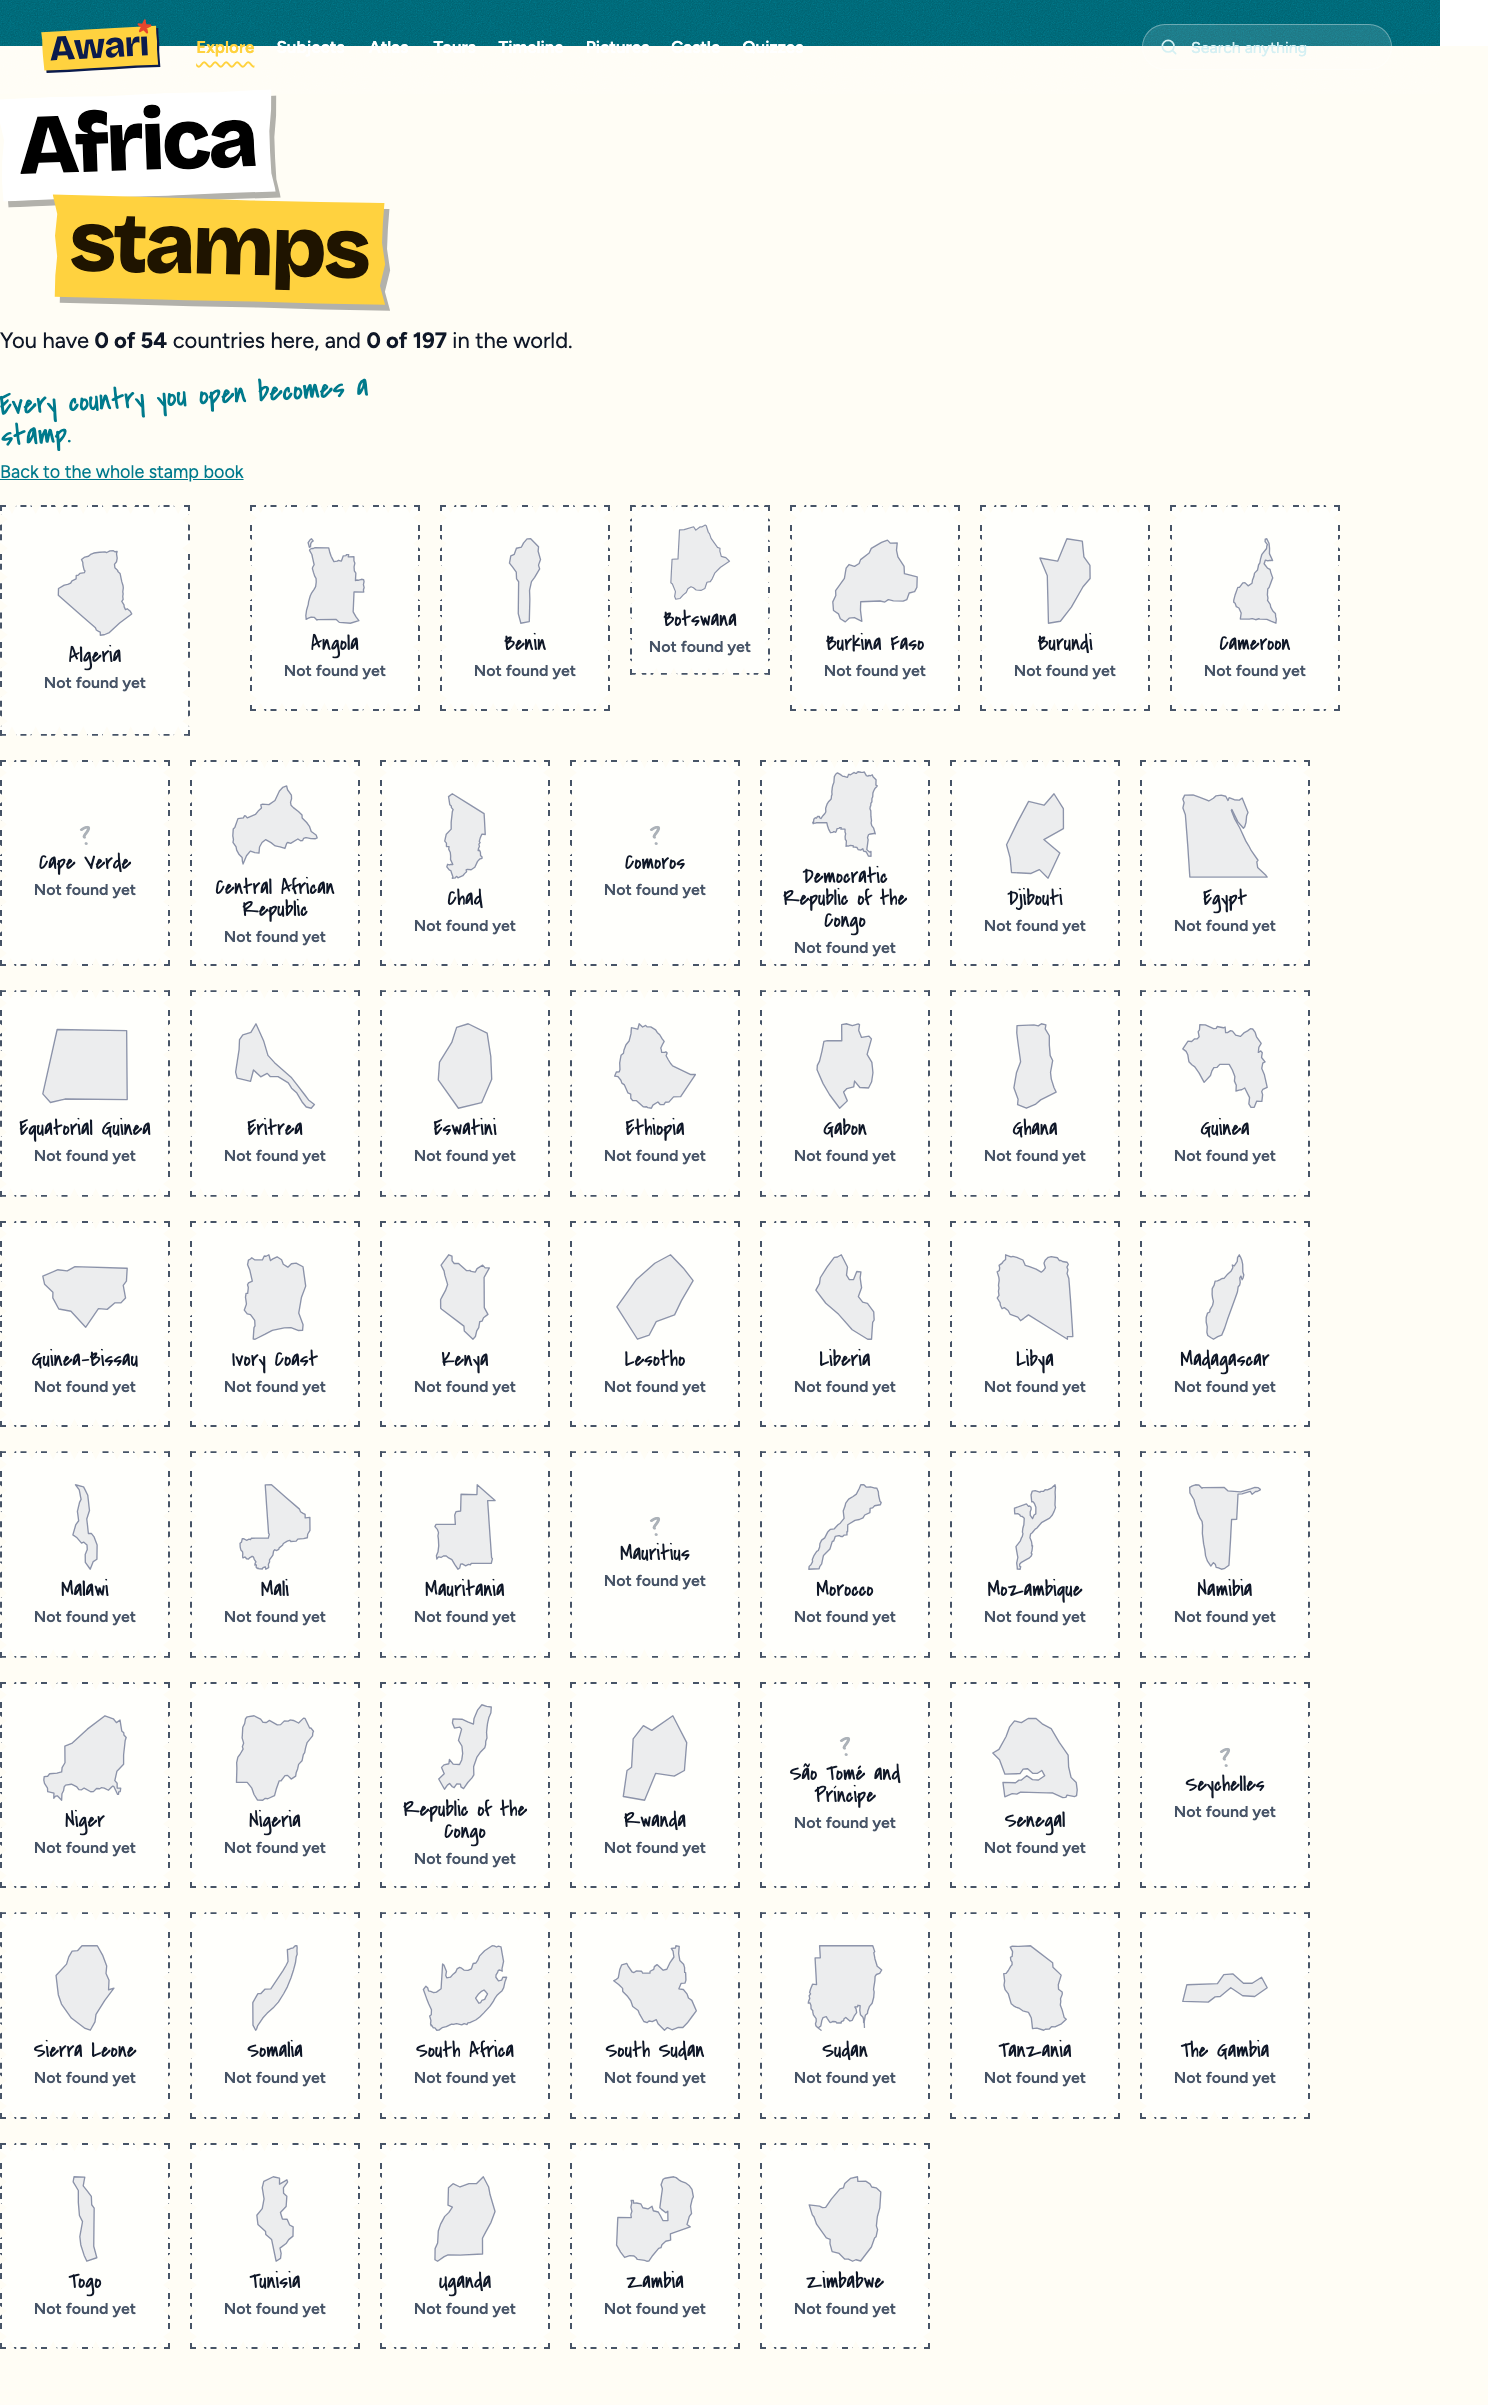 Awari
Explore Subjects Atlas Tours Timeline Pictures Castle Quizzes
Search anything
Africa
stamps
You have 0 of 54 countries here, and 0 of 197 in the world.
Every country you open becomes a
stamp.
Back to the whole stamp book
Algeria
Not found yet
Angola
Not found yet
Benin
Not found yet
Botswana
Not found yet
Burkina Faso
Not found yet
Burundi
Not found yet
Cameroon
Not found yet
?
Cape Verde
Not found yet
Central African
Republic
Not found yet
Chad
Not found yet
?
Comoros
Not found yet
Democratic
Republic of the
Congo
Not found yet
Djibouti
Not found yet
Egypt
Not found yet
Equatorial Guinea
Not found yet
Eritrea
Not found yet
Eswatini
Not found yet
Ethiopia
Not found yet
Gabon
Not found yet
Ghana
Not found yet
Guinea
Not found yet
Guinea-Bissau
Not found yet
Ivory Coast
Not found yet
Kenya
Not found yet
Lesotho
Not found yet
Liberia
Not found yet
Libya
Not found yet
Madagascar
Not found yet
Malawi
Not found yet
Mali
Not found yet
Mauritania
Not found yet
?
Mauritius
Not found yet
Morocco
Not found yet
Mozambique
Not found yet
Namibia
Not found yet
Niger
Not found yet
Nigeria
Not found yet
Republic of the
Congo
Not found yet
Rwanda
Not found yet
?
São Tomé and
Príncipe
Not found yet
Senegal
Not found yet
?
Seychelles
Not found yet
Sierra Leone
Not found yet
Somalia
Not found yet
South Africa
Not found yet
South Sudan
Not found yet
Sudan
Not found yet
Tanzania
Not found yet
The Gambia
Not found yet
Togo
Not found yet
Tunisia
Not found yet
Uganda
Not found yet
Zambia
Not found yet
Zimbabwe
Not found yet